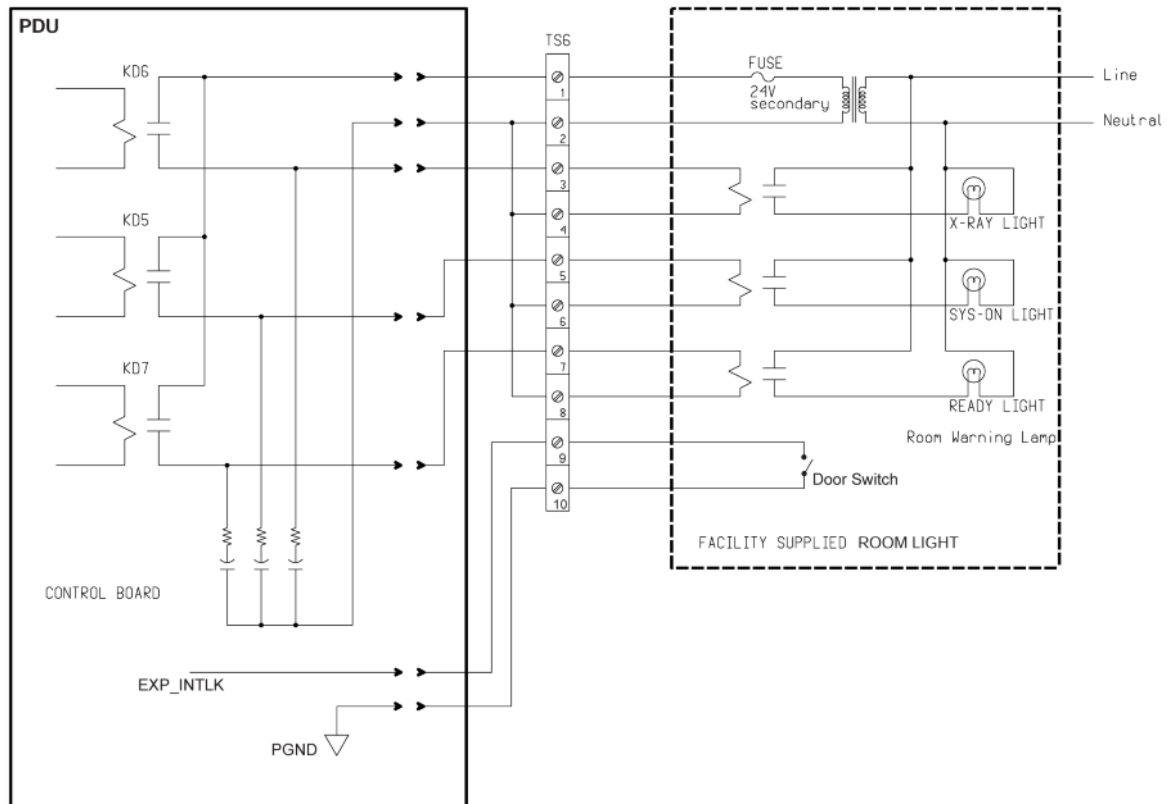 PDU
KD6
KD5
KD7
CONTROL BOARD
EXP_INTLK
PGND
TS6
1
2
3
4
5
6
7
8
9
10
FUSE
24V
secondary
Line
Neutral
X-RAY LIGHT
SYS-ON LIGHT
READY LIGHT
Room Warning Lamp
Door Switch
FACILITY SUPPLIED ROOM LIGHT